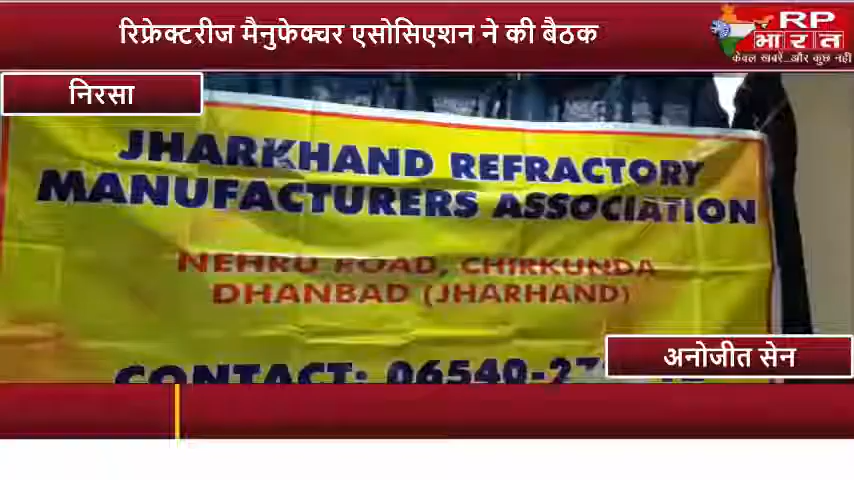 रिफ्रेक्टरीज मैनुफेक्चर एसोसिएशन ने की बैठक
RP
भारत
केवल खबरें...और कुछ नहीं
निरसा
JHARKHAND REFRACTORY
MANUFACTURERS ASSOCIATION
NEHRU ROAD, CHIRKUNDA
DHANBAD (JHARHAND)
CONTACT: 06540-27
अनोजीत सेन